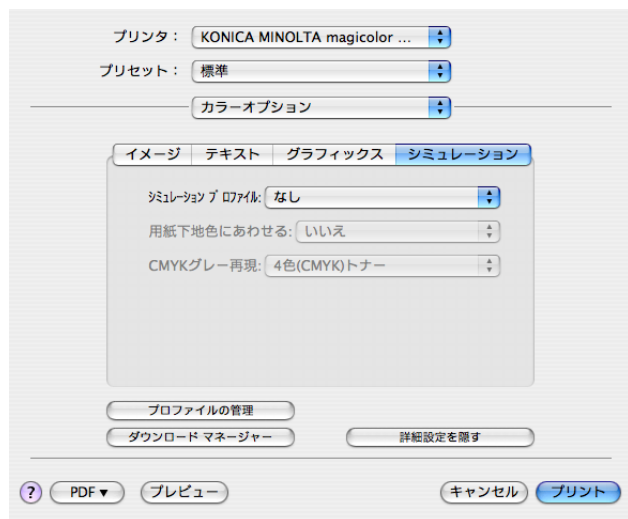 プリンタ： KONICA MINOLTA magicolor ...
プリセット： 標準
カラーオプション
イメージ テキスト グラフィックス シミュレーション
ｼﾐｭﾚｰｼｮﾝ ﾌﾟﾛﾌｧｲﾙ: なし
用紙下地色にあわせる: いいえ
CMYKグレー再現: 4色(CMYK)トナー
プロファイルの管理
ダウンロード マネージャー 詳細設定を隠す
? PDF▼ プレビュー キャンセル プリント